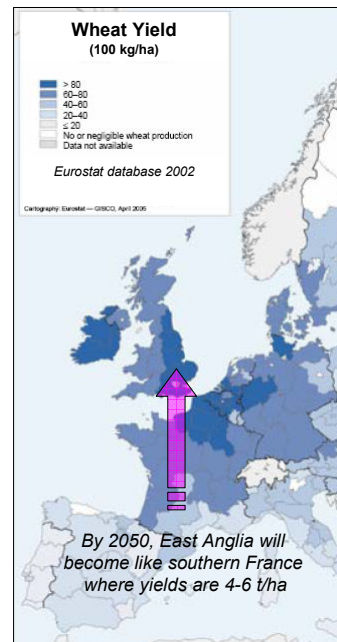 Wheat Yield
(100 kg/ha)
> 80
60–80
40–60
20–40
≤ 20
No or negligible wheat production
Data not available
Eurostat database 2002
Cartography: Eurostat — GISCO, April 2005
By 2050, East Anglia will
become like southern France
where yields are 4-6 t/ha